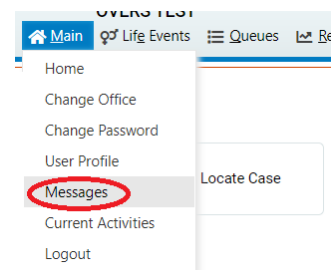 OVERS TEST
Main Life Events Queues Re
Home
Change Office
Change Password
User Profile
Locate Case
Messages
Current Activities
Logout